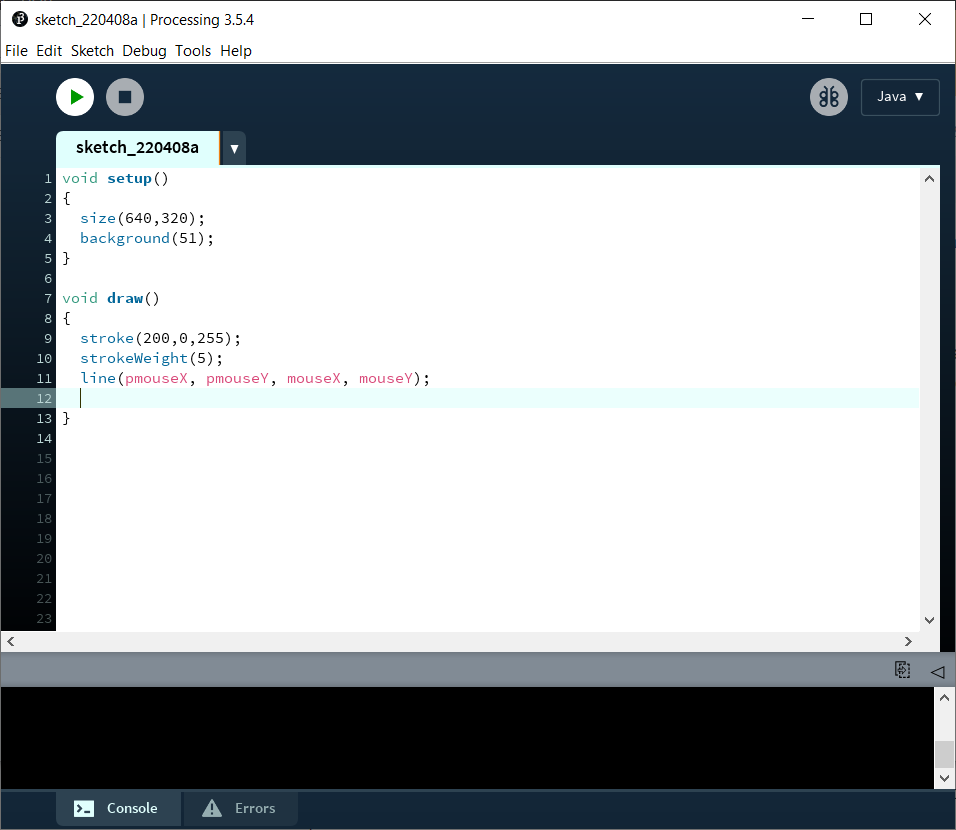 sketch_220408a | Processing 3.5.4
File Edit Sketch Debug Tools Help
Java ▼
sketch_220408a ▼
1 void setup()
2 {
3   size(640,320);
4   background(51);
5 }
6
7 void draw()
8 {
9   stroke(200,0,255);
10   strokeWeight(5);
11   line(pmouseX, pmouseY, mouseX, mouseY);
12
13 }
14
15
16
17
18
19
20
21
22
23
Console Errors